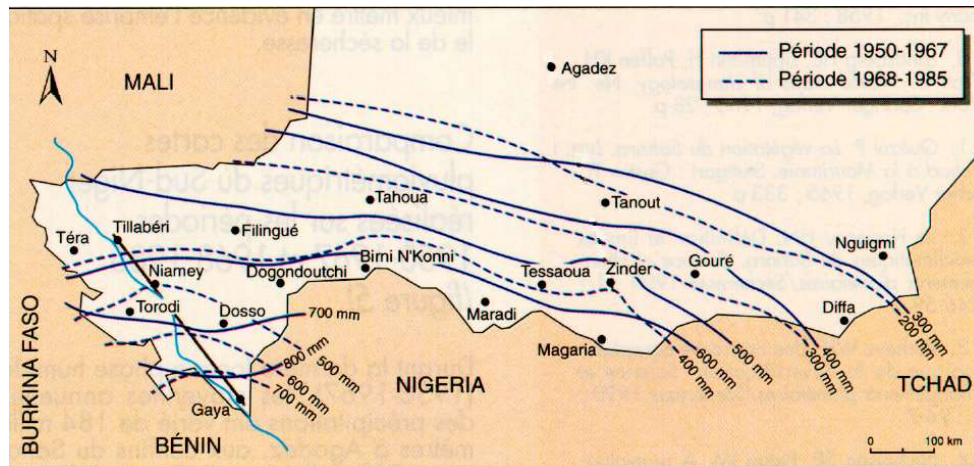 N
MALI
Agadez
Période 1950-1967
Période 1968-1985
Tahoua
Tanout
Tillabéri
Filingué
Téra
Nguigmi
Niamey
Dogondoutchi
Birni N'Konni
Tessaoua
Zinder
Gouré
Torodi
Dosso
700 mm
Maradi
Diffa
300 mm
200 mm
Magaria
800 mm
500 mm
600 mm
700 mm
400 mm
600 mm
500 mm
300 mm
400 mm
Gaya
NIGERIA
TCHAD
BURKINA FASO
BÉNIN
0
100 km